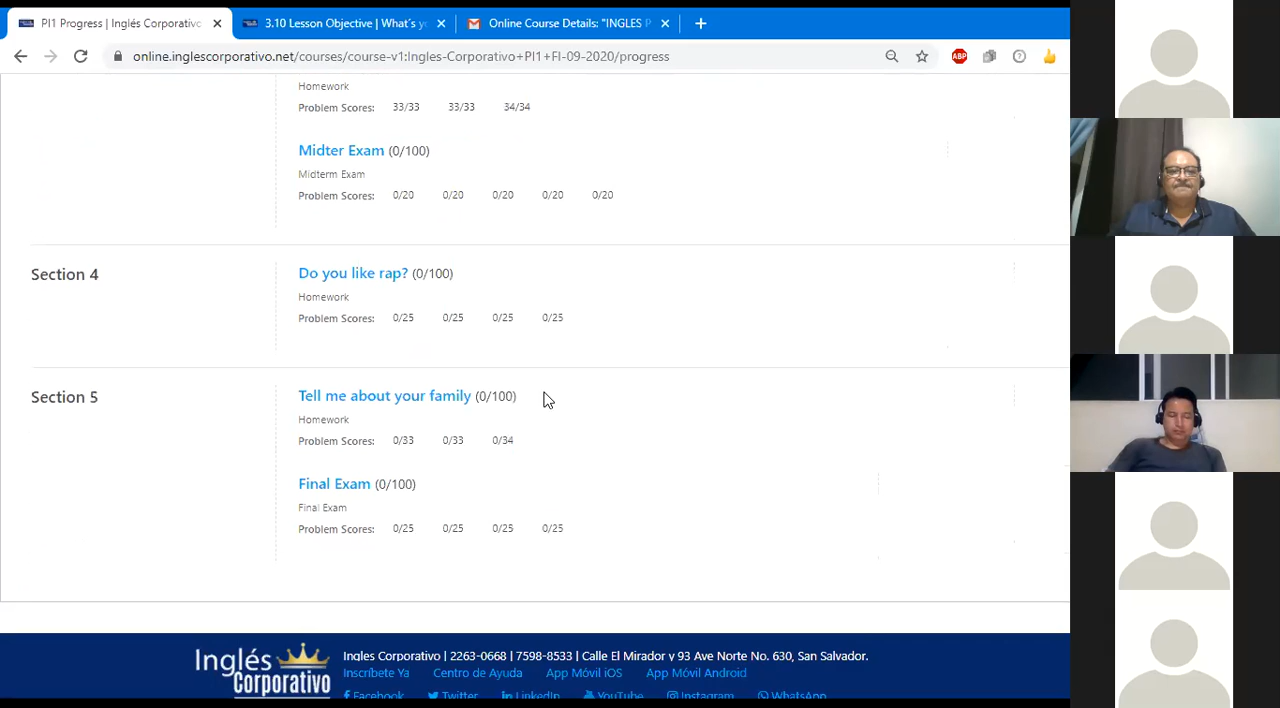 PI1 Progress | Inglés Corporativo
3.10 Lesson Objective | What's yo
Online Course Details: "INGLES P
online.inglescorporativo.net/courses/course-v1:Ingles-Corporativo+PI1+FI-09-2020/progress
ABP
Homework
Problem Scores: 33/33 33/33 34/34
Midter Exam (0/100)
Midterm Exam
Problem Scores: 0/20 0/20 0/20 0/20 0/20
Section 4
Do you like rap? (0/100)
Homework
Problem Scores: 0/25 0/25 0/25 0/25
Section 5
Tell me about your family (0/100)
Homework
Problem Scores: 0/33 0/33 0/34
Final Exam (0/100)
Final Exam
Problem Scores: 0/25 0/25 0/25 0/25
Inglés Corporativo
Inglés Corporativo | 2263-0668 | 7598-8533 | Calle El Mirador y 93 Ave Norte No. 630, San Salvador.
Inscríbete Ya Centro de Ayuda App Móvil iOS App Móvil Android
Facebook Twitter LinkedIn YouTube Instagram WhatsApp